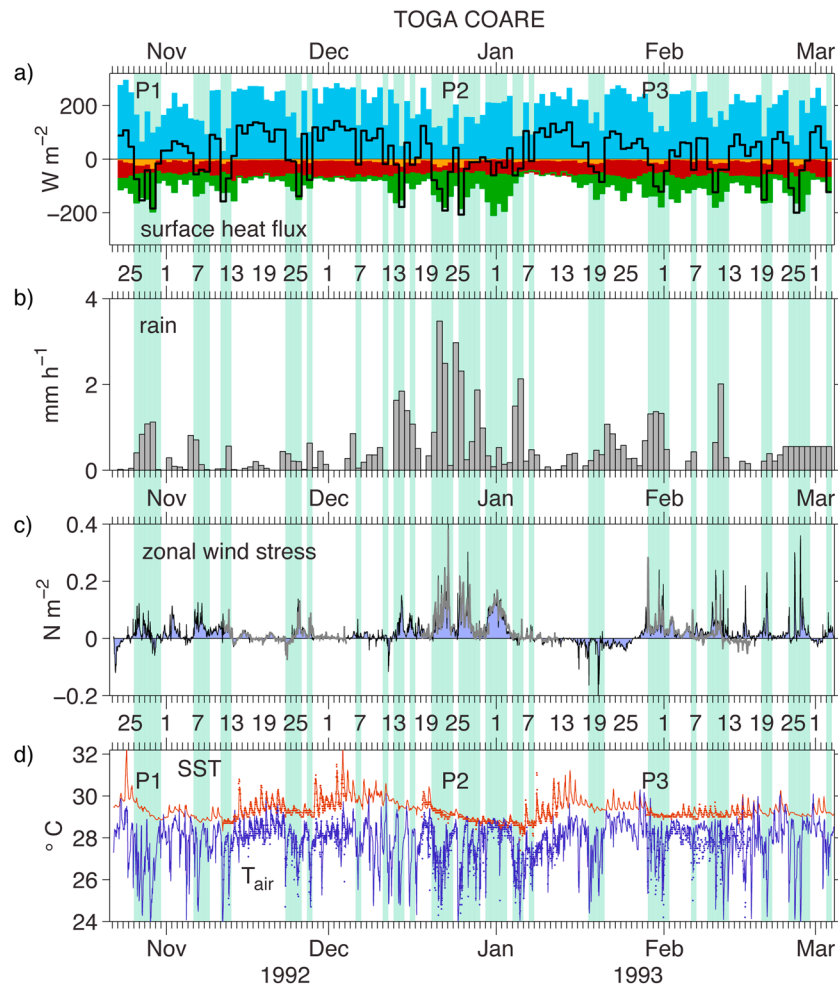 TOGA COARE
Nov Dec Jan Feb Mar
a)
P1 P2 P3
200
0
−200
W m−2
surface heat flux
25 1 7 13 19 25 1 7 13 19 25 1 7 13 19 25 1 7 13 19 25 1
b)
4
rain
2
0
mm h−1
Nov Dec Jan Feb Mar
c)
0.4
zonal wind stress
0.2
0
−0.2
N m−2
25 1 7 13 19 25 1 7 13 19 25 1 7 13 19 25 1 7 13 19 25 1
d)
32
P1 SST P2 P3
30
28
26
24
° C
Tair
Nov Dec Jan Feb Mar
1992 1993